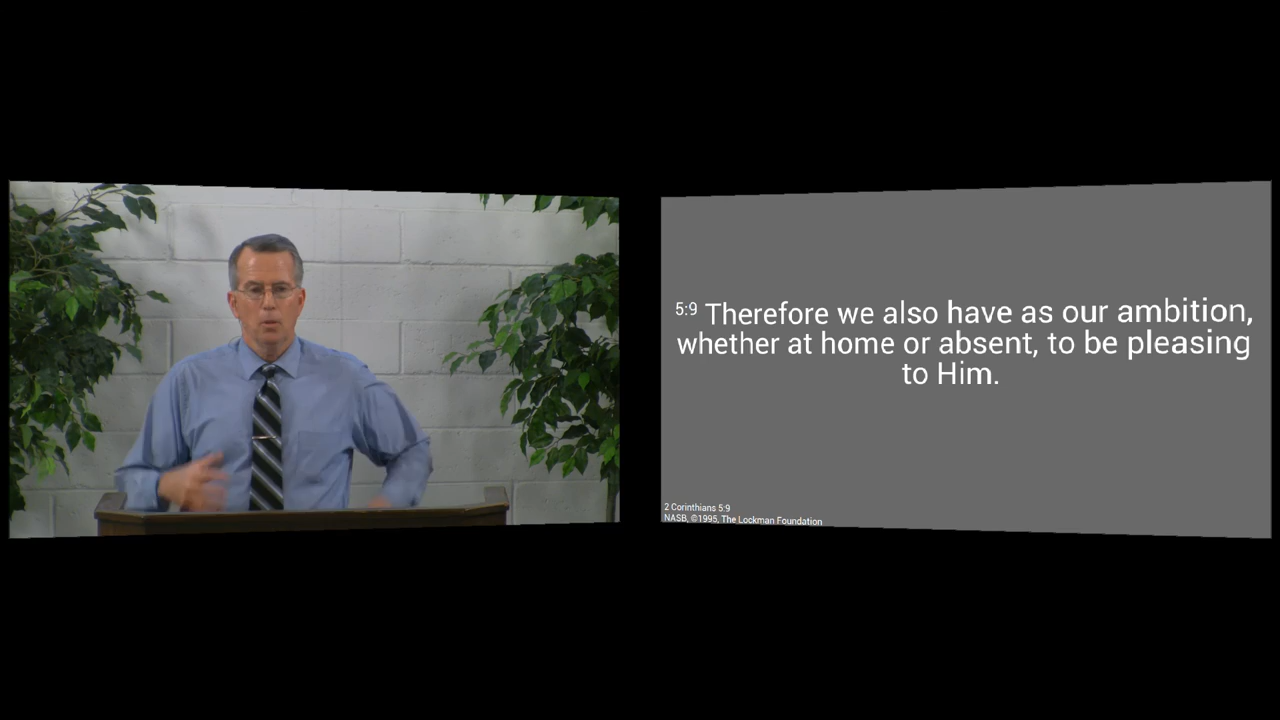 5:9 Therefore we also have as our ambition,
whether at home or absent, to be pleasing
to Him.
2 Corinthians 5:9
NASB, ©1995, The Lockman Foundation